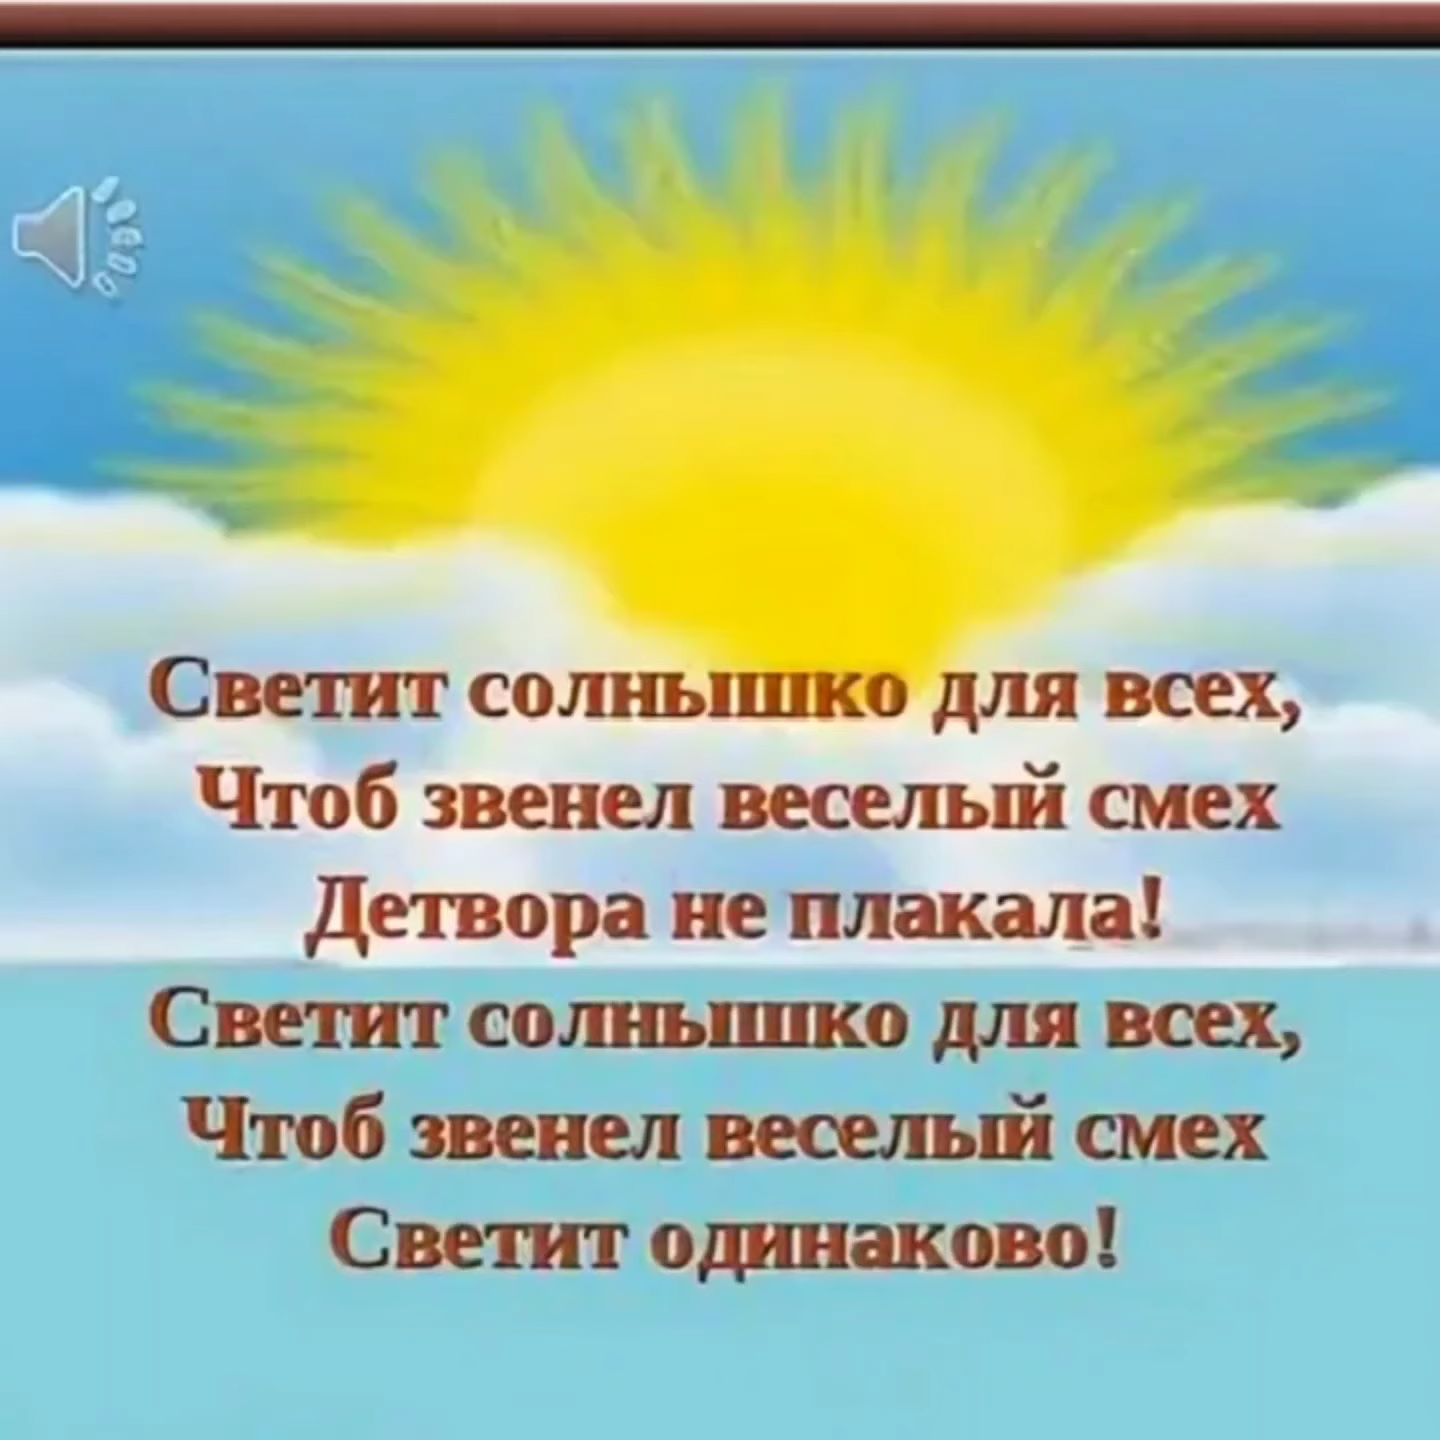 Светит солнышко для всех,
Чтоб звенел веселый смех
Детвора не плакала!
Светит солнышко для всех,
Чтоб звенел веселый смех
Светит одинаково!